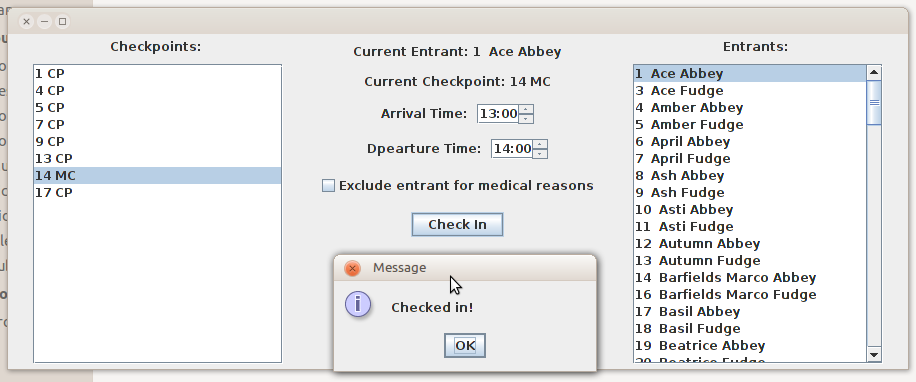 Checkpoints:
1 CP
4 CP
5 CP
7 CP
9 CP
13 CP
14 MC
17 CP
Current Entrant: 1 Ace Abbey
Current Checkpoint: 14 MC
Arrival Time: 13:00
Dpearture Time: 14:00
Exclude entrant for medical reasons
Check In
Message
Checked in!
OK
Entrants:
1 Ace Abbey
3 Ace Fudge
4 Amber Abbey
5 Amber Fudge
6 April Abbey
7 April Fudge
8 Ash Abbey
9 Ash Fudge
10 Asti Abbey
11 Asti Fudge
12 Autumn Abbey
13 Autumn Fudge
14 Barfields Marco Abbey
16 Barfields Marco Fudge
17 Basil Abbey
18 Basil Fudge
19 Beatrice Abbey
20 Beatrice Fudge